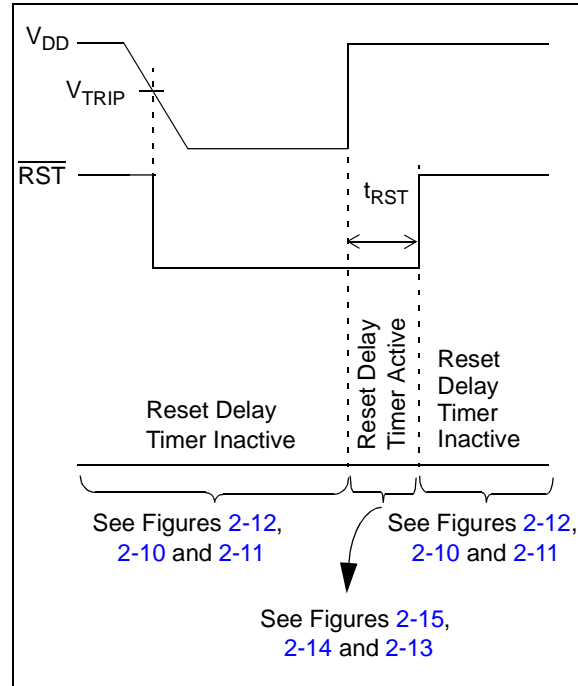 VDD
VTRIP
RST
tRST
Reset Delay
Timer Inactive
Reset Delay
Timer Active
Reset
Delay
Timer
Inactive
See Figures 2-12,
2-10 and 2-11
See Figures 2-12,
2-10 and 2-11
See Figures 2-15,
2-14 and 2-13